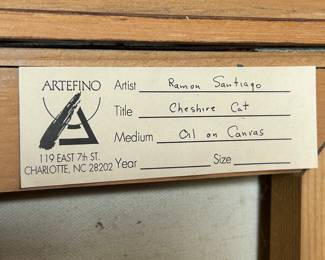 ARTEFINO
119 EAST 7th ST.
CHARLOTTE, NC 28202
Artist Ramon Santiago
Title Cheshire Cat
Medium Oil on Canvas
Year Size